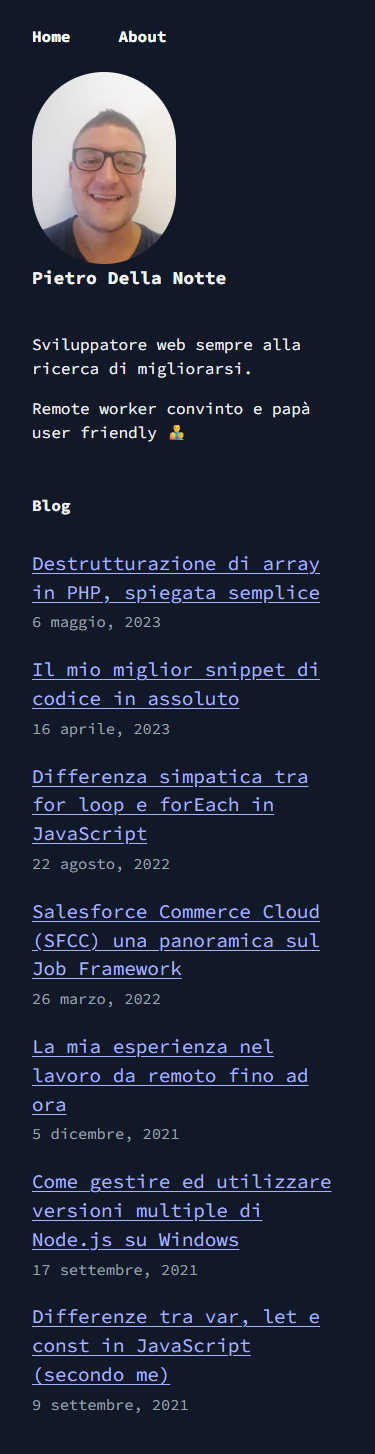 Home About
Pietro Della Notte
Sviluppatore web sempre alla
ricerca di migliorarsi.
Remote worker convinto e papà
user friendly 👨‍🍼
Blog
Destrutturazione di array
in PHP, spiegata semplice
6 maggio, 2023
Il mio miglior snippet di
codice in assoluto
16 aprile, 2023
Differenza simpatica tra
for loop e forEach in
JavaScript
22 agosto, 2022
Salesforce Commerce Cloud
(SFCC) una panoramica sul
Job Framework
26 marzo, 2022
La mia esperienza nel
lavoro da remoto fino ad
ora
5 dicembre, 2021
Come gestire ed utilizzare
versioni multiple di
Node.js su Windows
17 settembre, 2021
Differenze tra var, let e
const in JavaScript
(secondo me)
9 settembre, 2021